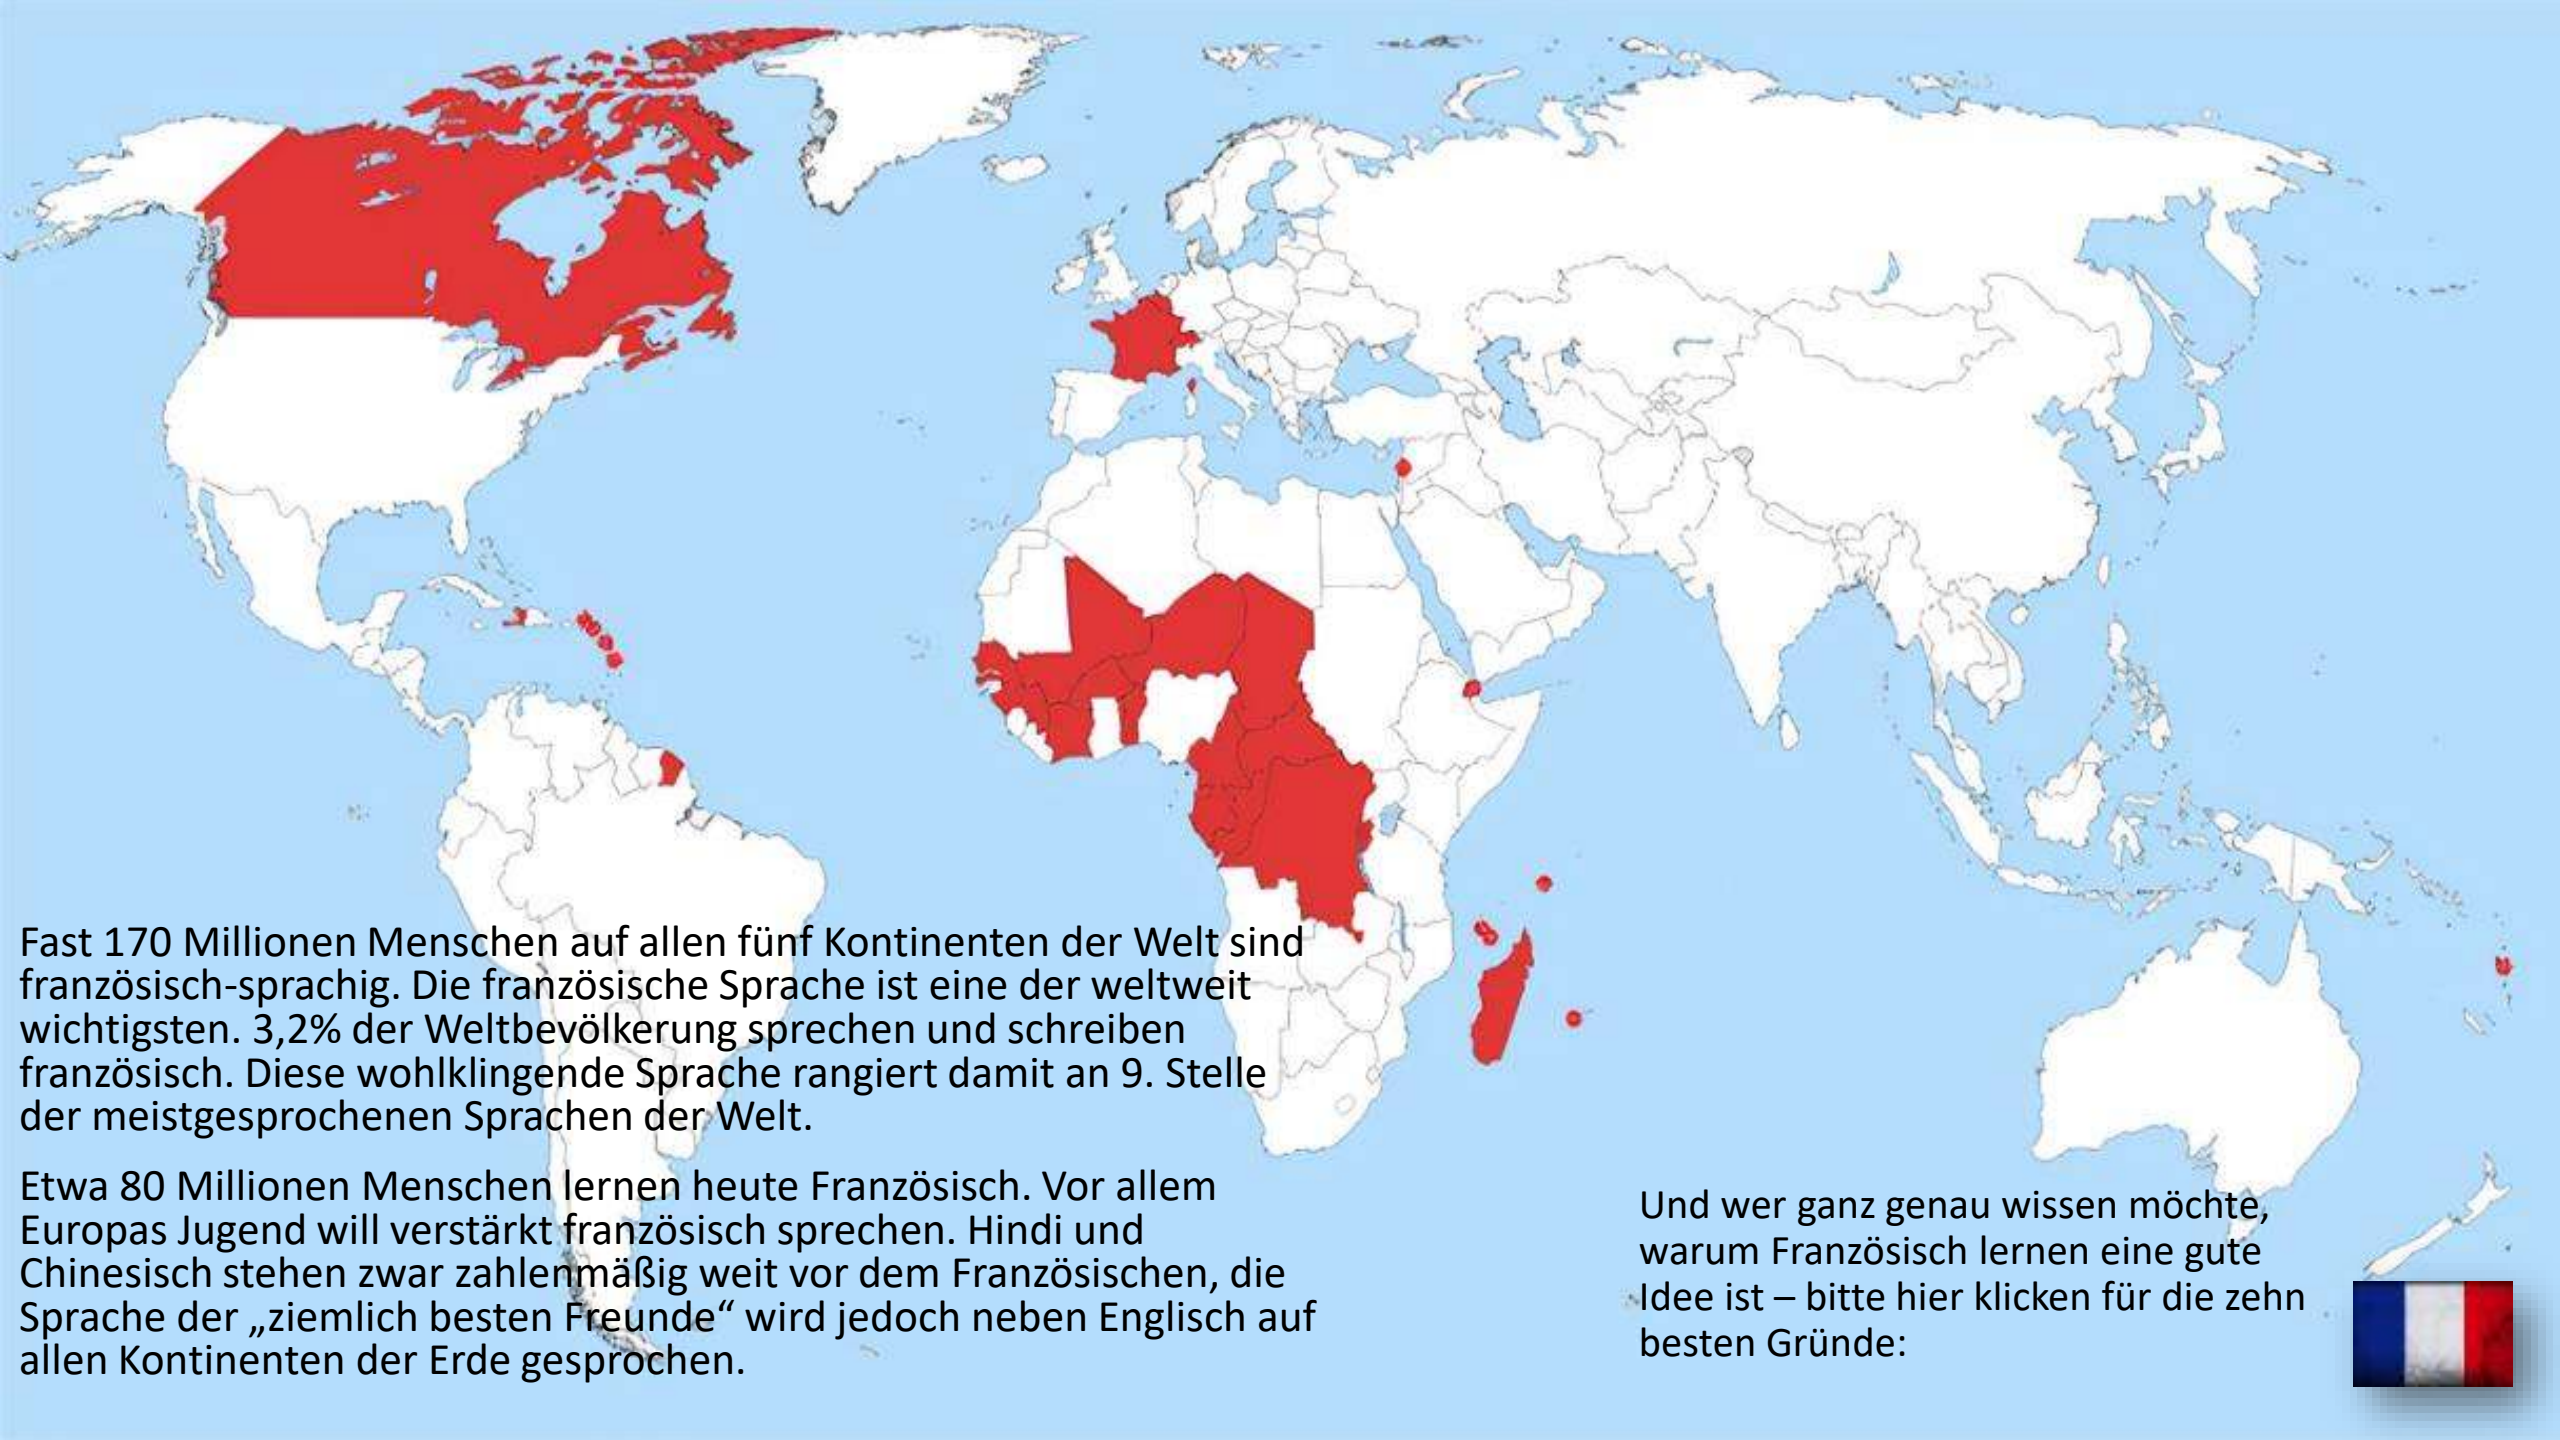 Fast 170 Millionen Menschen auf allen fünf Kontinenten der Welt sind
französisch-sprachig. Die französische Sprache ist eine der weltweit
wichtigsten. 3,2% der Weltbevölkerung sprechen und schreiben
französisch. Diese wohlklingende Sprache rangiert damit an 9. Stelle
der meistgesprochenen Sprachen der Welt.
Etwa 80 Millionen Menschen lernen heute Französisch. Vor allem
Europas Jugend will verstärkt französisch sprechen. Hindi und
Chinesisch stehen zwar zahlenmäßig weit vor dem Französischen, die
Sprache der „ziemlich besten Freunde“ wird jedoch neben Englisch auf
allen Kontinenten der Erde gesprochen.
Und wer ganz genau wissen möchte,
warum Französisch lernen eine gute
Idee ist – bitte hier klicken für die zehn
besten Gründe: